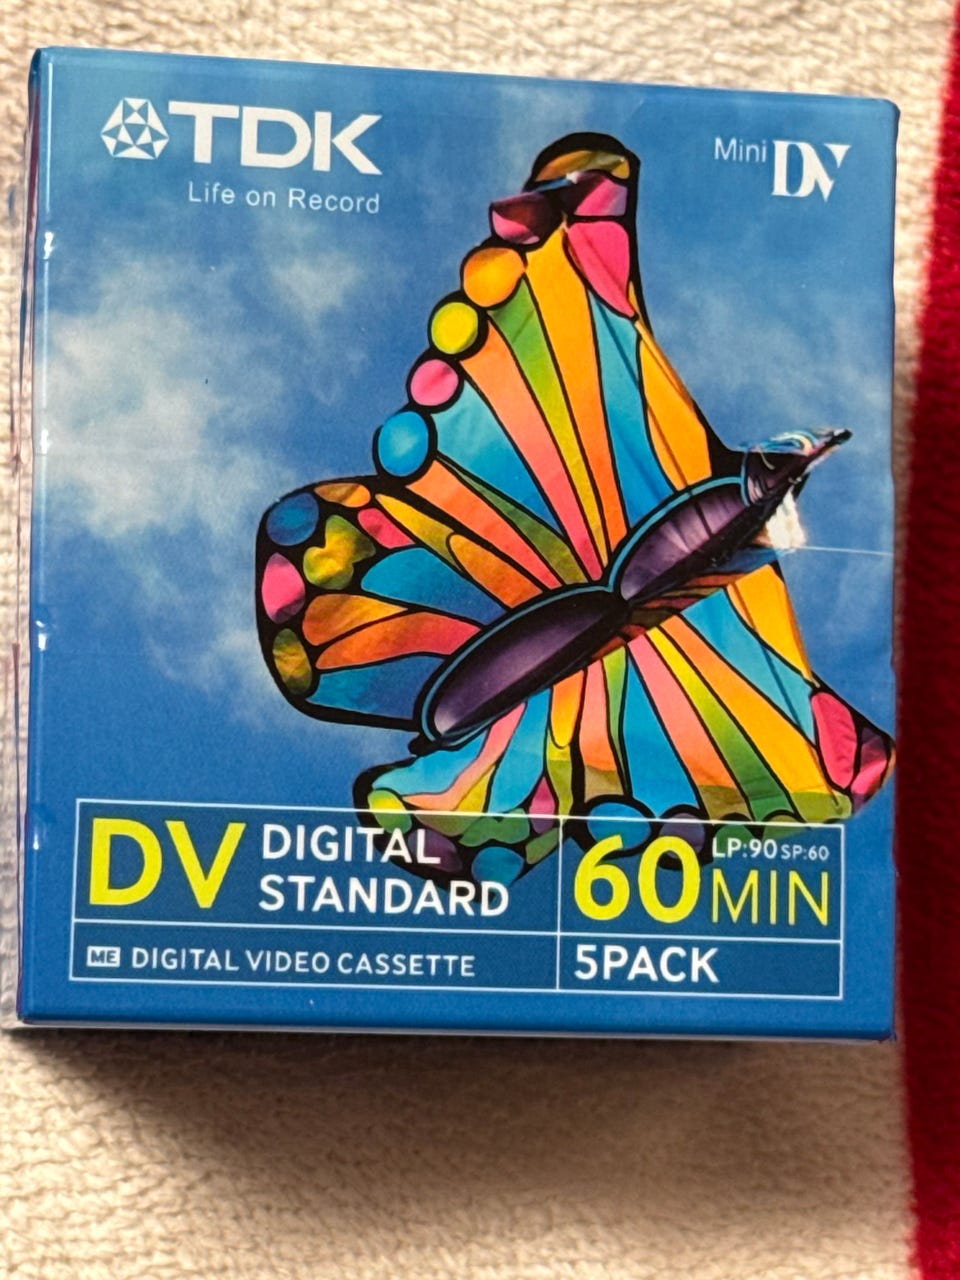 TDK
Life on Record
Mini DV
DV DIGITAL STANDARD
60 MIN LP:90 SP:60
ME DIGITAL VIDEO CASSETTE
5PACK